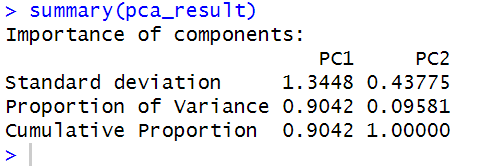 > summary(pca_result)
Importance of components:
PC1 PC2
Standard deviation 1.3448 0.43775
Proportion of Variance 0.9042 0.09581
Cumulative Proportion 0.9042 1.00000
>